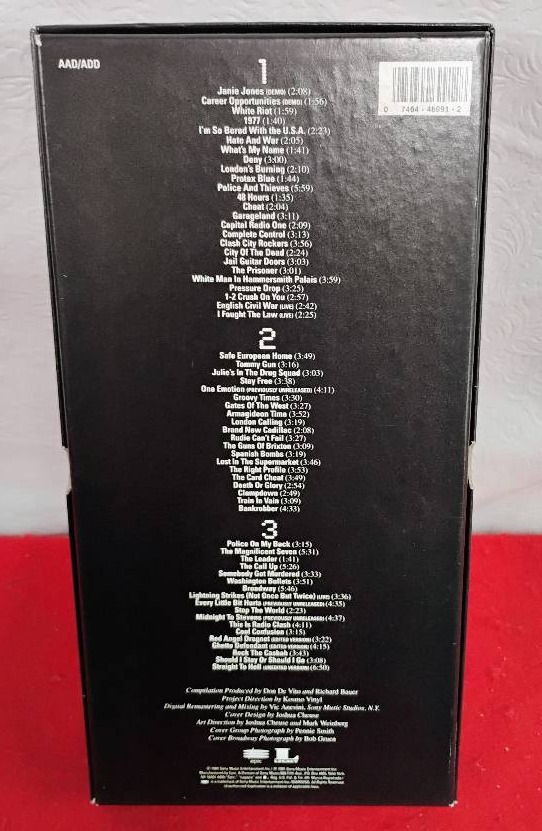 AAD/ADD
1
Janie Jones (DEMO) (2:08)
Career Opportunities (DEMO) (1:56)
White Riot (1:59)
1977 (1:40)
I'm So Bored With the U.S.A. (2:23)
Hate And War (2:05)
What's My Name (1:41)
Deny (3:00)
London's Burning (2:10)
Protex Blue (1:44)
Police And Thieves (5:59)
48 Hours (1:35)
Cheat (2:04)
Garageland (3:11)
Capital Radio One (2:09)
Complete Control (3:13)
Clash City Rockers (3:56)
City Of The Dead (2:24)
Jail Guitar Doors (3:03)
The Prisoner (3:01)
White Man In Hammersmith Palais (3:59)
Pressure Drop (3:25)
1-2 Crush On You (2:57)
English Civil War (LIVE) (2:42)
I Fought The Law (LIVE) (2:25)
0 7464-46991-2
2
Safe European Home (3:49)
Tommy Gun (3:16)
Julie's In The Drug Squad (3:03)
Stay Free (3:38)
One Emotion (PREVIOUSLY UNRELEASED) (4:11)
Groovy Times (3:30)
Gates Of The West (3:27)
Armagideon Time (3:52)
London Calling (3:19)
Brand New Cadillac (2:08)
Rudie Can't Fail (3:27)
The Guns Of Brixton (3:09)
Spanish Bombs (3:19)
Lost In The Supermarket (3:46)
The Right Profile (3:53)
The Card Cheat (3:49)
Death Or Glory (2:54)
Clampdown (2:49)
Train In Vain (3:09)
Bankrobber (4:33)
3
Police On My Back (3:15)
The Magnificent Seven (5:31)
The Leader (1:41)
The Call Up (5:26)
Somebody Got Murdered (3:33)
Washington Bullets (3:51)
Broadway (5:46)
Lightning Strikes (Not Once But Twice) (LIVE) (3:36)
Every Little Bit Hurts (PREVIOUSLY UNRELEASED) (4:35)
Stop The World (2:23)
Midnight To Stevens (PREVIOUSLY UNRELEASED) (4:37)
This Is Radio Clash (4:11)
Cool Confusion (3:15)
Red Angel Dragnet (EDITED VERSION) (3:22)
Ghetto Defendant (EDITED VERSION) (4:15)
Rock The Casbah (3:43)
Should I Stay Or Should I Go (3:08)
Straight To Hell (UNEDITED VERSION) (6:50)
Compilation Produced by Don De Vito and Richard Bauer
Project Direction by Kosmo Vinyl
Digital Remastering and Mixing by Vic Anesini, Sony Music Studios, N.Y.
Cover Design by Joshua Cheuse
Art Direction by Joshua Cheuse and Mark Weinberg
Cover Group Photograph by Pennie Smith
Cover Broadway Photograph by Bob Gruen
epic
L
LEGACY